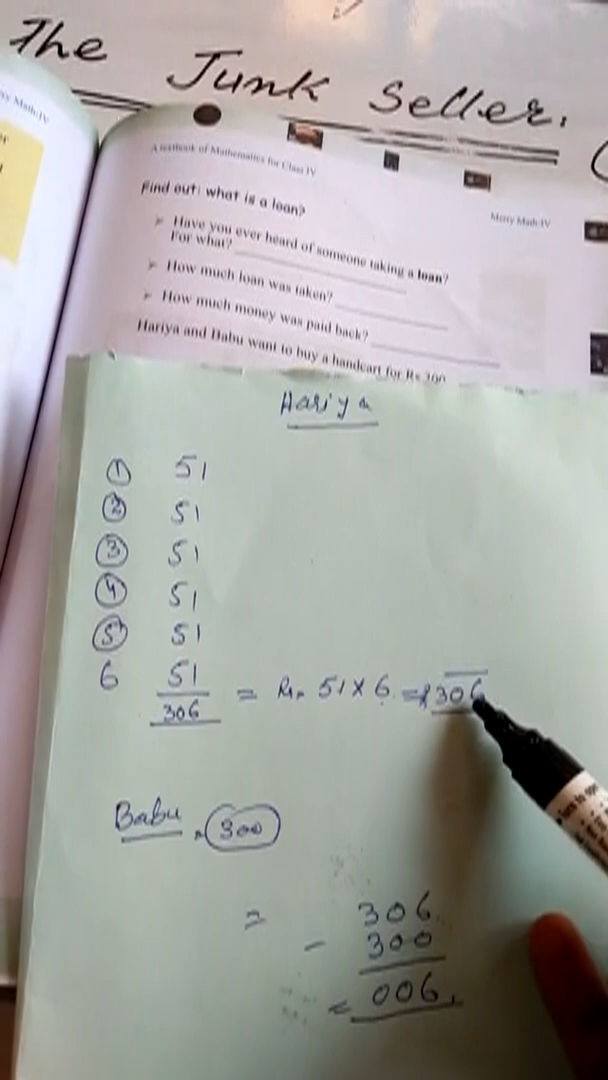 The Junk Seller.
A textbook of Mathematics for Class IV
Merry Math-IV
Find out: what is a loan?
Have you ever heard of someone taking a loan?
For what?
How much loan was taken?
How much money was paid back?
Hariya and Babu want to buy a handcart for Rs 300
Hariya
① 51
② 51
③ 51
④ 51
⑤ 51
6 51
306 = Rs. 51 × 6 = ₹306
Babu 300
= 306
- 300
= 006